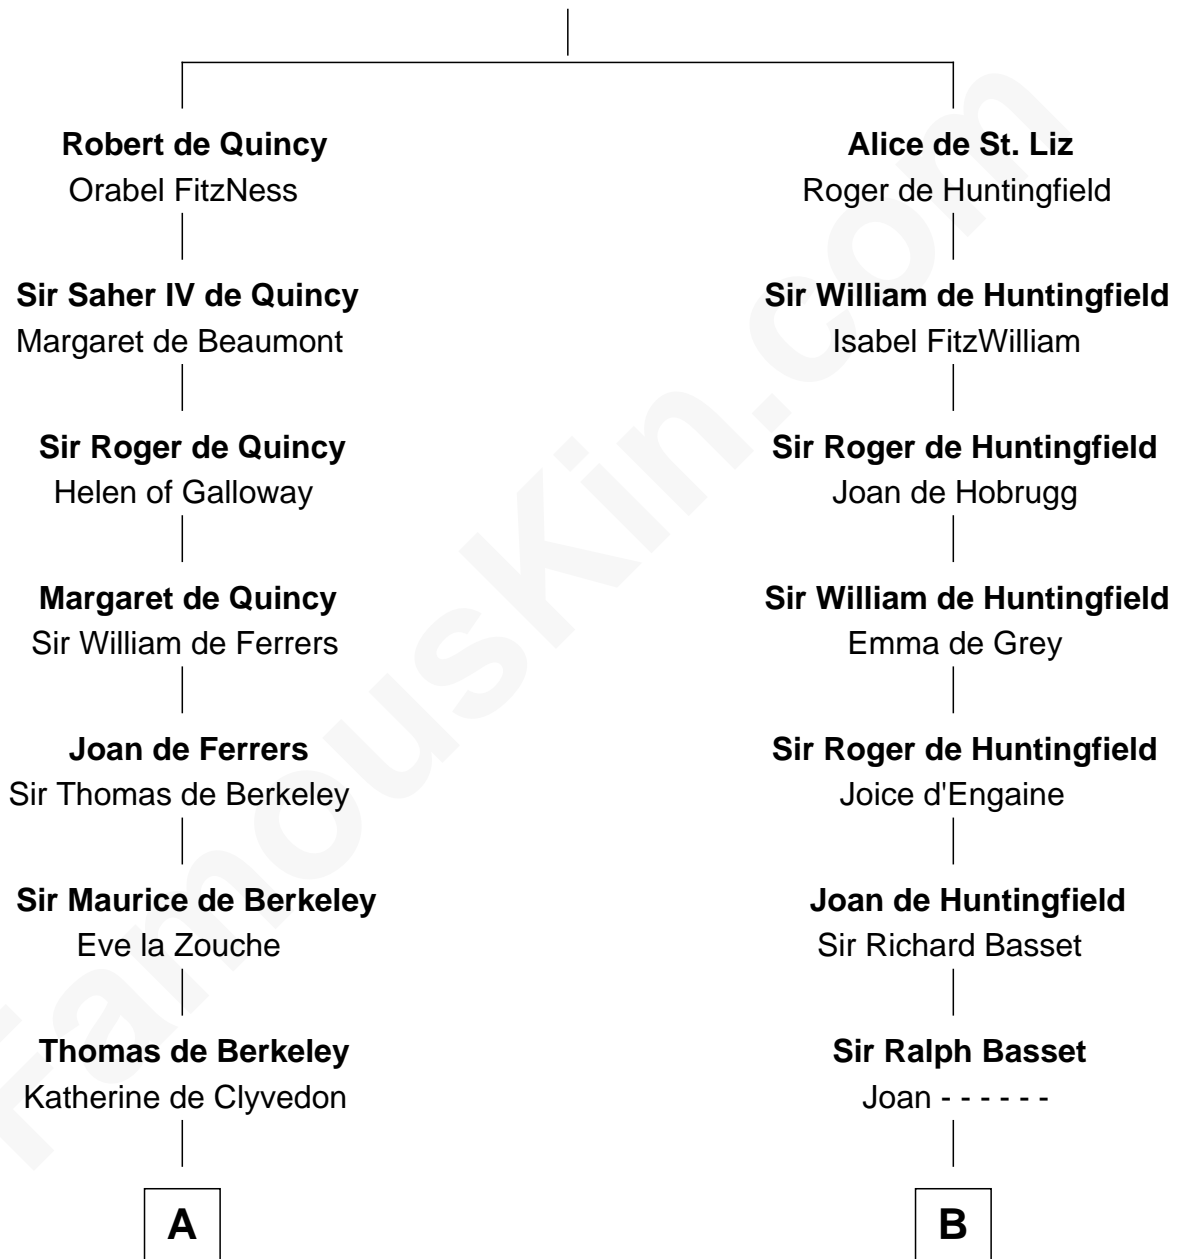 Robert de Quincy
Orabel FitzNess
Sir Saher IV de Quincy
Margaret de Beaumont
Sir Roger de Quincy
Helen of Galloway
Margaret de Quincy
Sir William de Ferrers
Joan de Ferrers
Sir Thomas de Berkeley
Sir Maurice de Berkeley
Eve la Zouche
Thomas de Berkeley
Katherine de Clyvedon
A
Alice de St. Liz
Roger de Huntingfield
Sir William de Huntingfield
Isabel FitzWilliam
Sir Roger de Huntingfield
Joan de Hobrugg
Sir William de Huntingfield
Emma de Grey
Sir Roger de Huntingfield
Joice d'Engaine
Joan de Huntingfield
Sir Richard Basset
Sir Ralph Basset
Joan - - - - - -
B
FamousKin.com